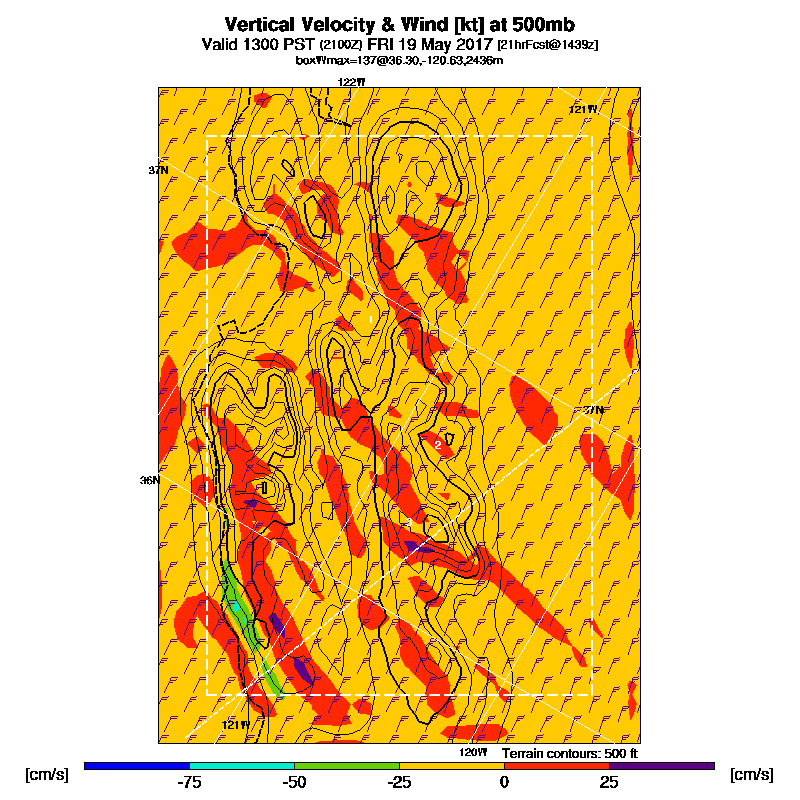 Vertical Velocity & Wind [kt] at 500mb
Valid 1300 PST (2100Z) FRI 19 May 2017 [21hrFcst@1439z]
boxWmax=137@36.30,-120.63,2436m
122W
121W
37N
1
37N
2
36N
3
121W
120W Terrain contours: 500 ft
[cm/s] -75 -50 -25 0 25 [cm/s]